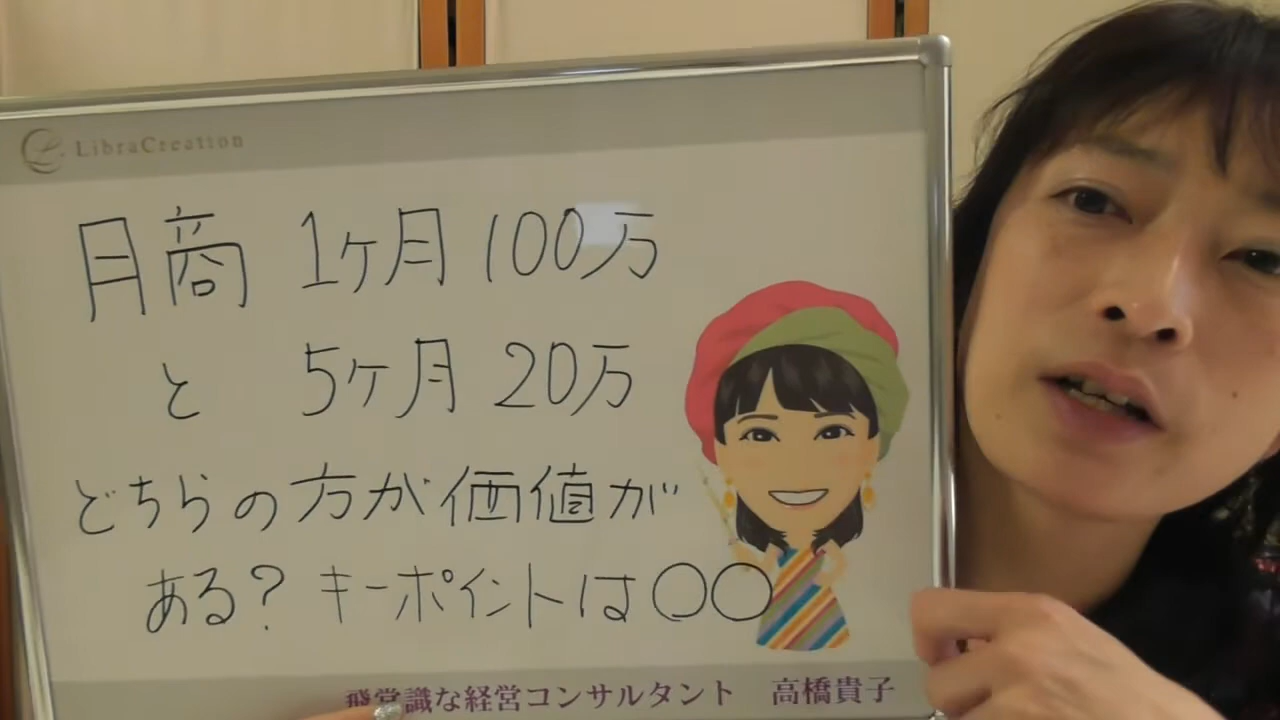 LibraCreation
月商 1ヶ月 100万
と 5ヶ月 20万
どちらの方が価値が
ある? キーポイントは○○
飛常識な経営コンサルタント 高橋貴子